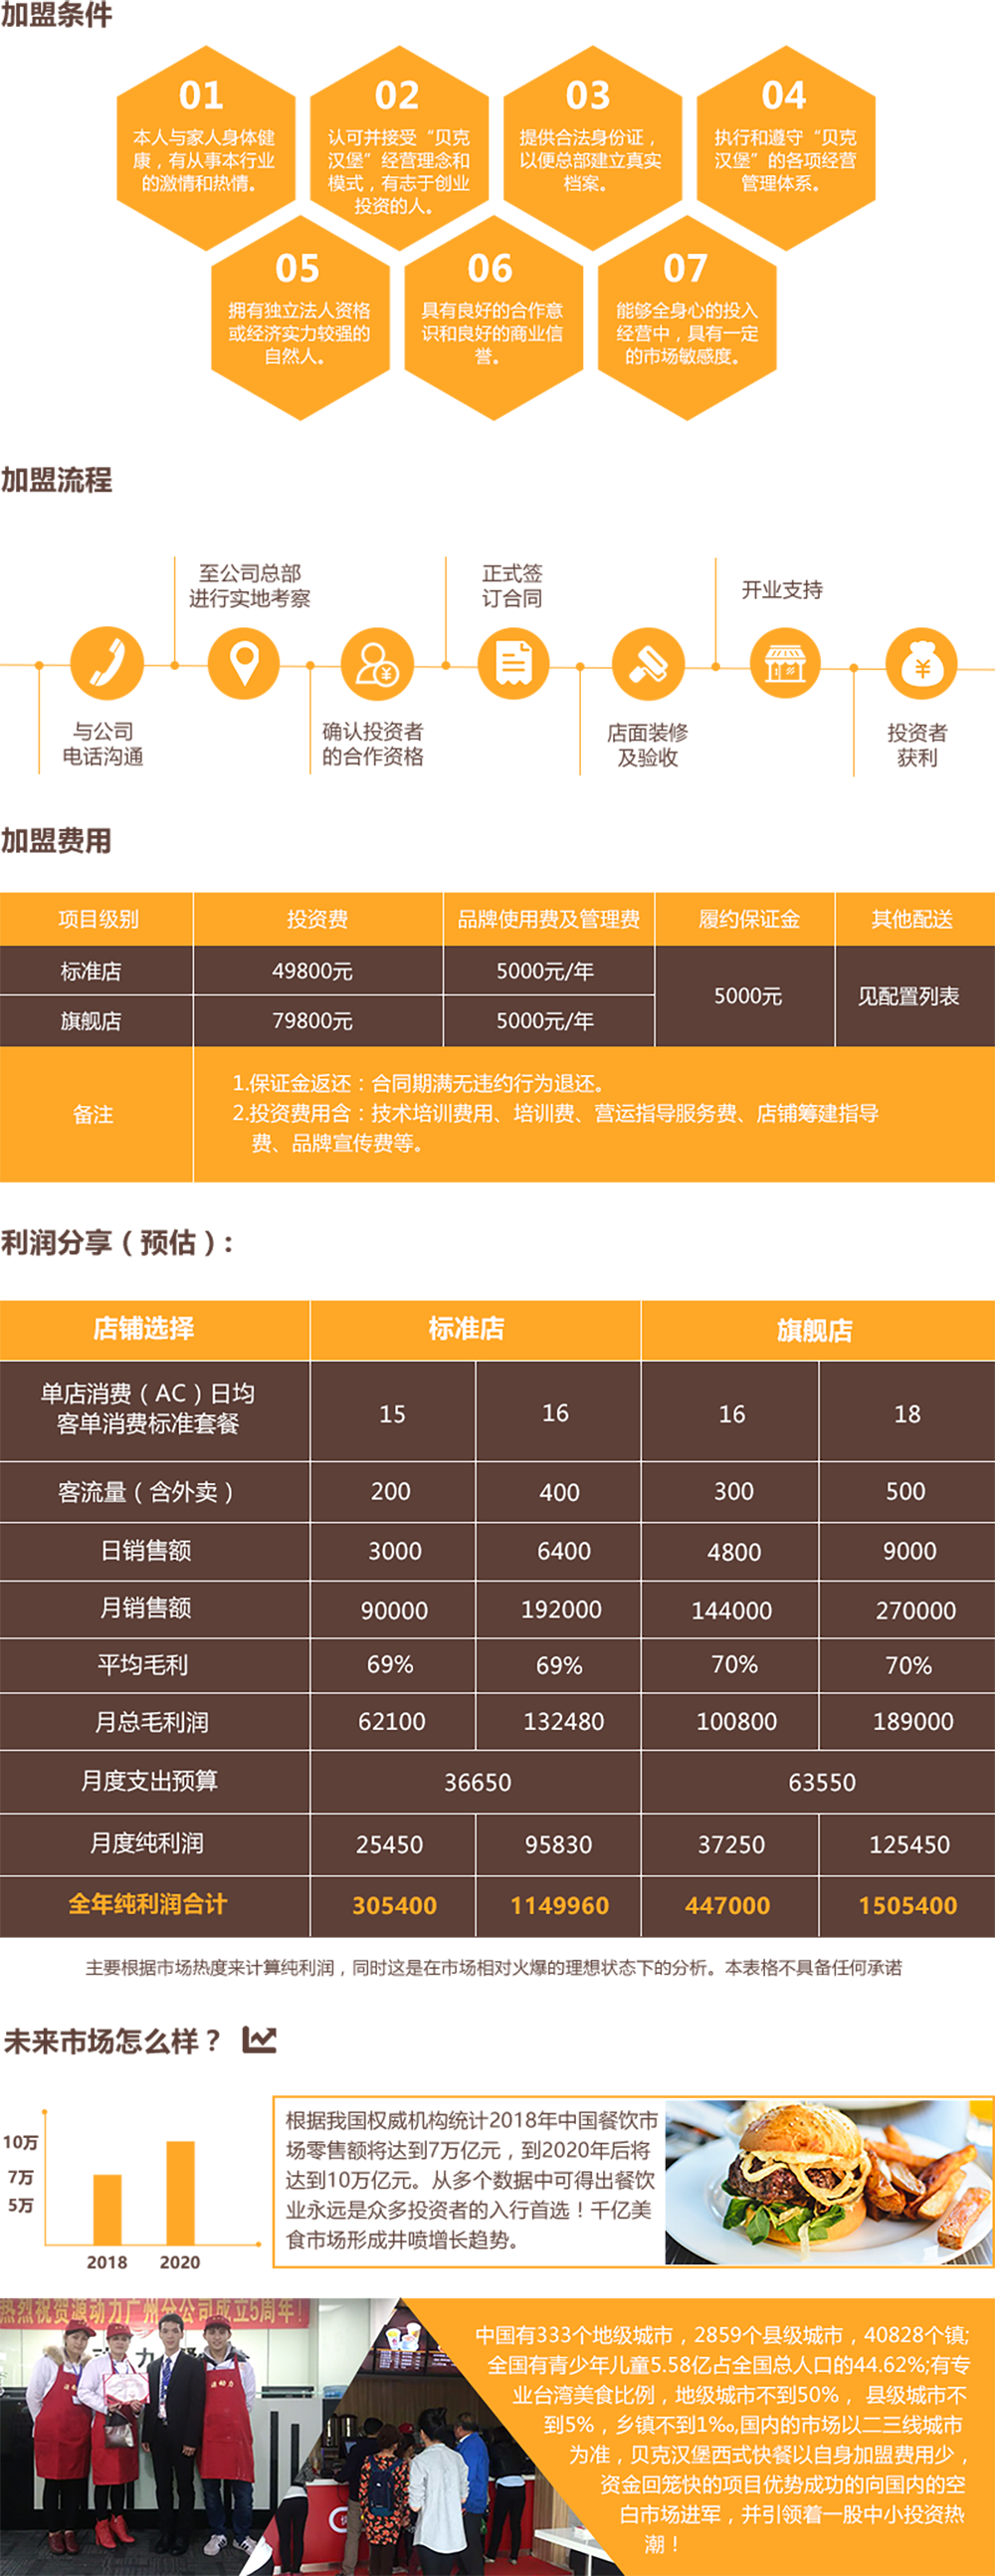 加盟条件
01
本人与家人身体健
康，有从事本行业
的激情和热情。
02
认可并接受“贝克
汉堡”经营理念和
模式，有志于创业
投资的人。
03
提供合法身份证，
以便总部建立真实
档案。
04
执行和遵守“贝克
汉堡”的各项经营
管理体系。
05
拥有独立法人资格
或经济实力较强的
自然人。
06
具有良好的合作意
识和良好的商业信
誉。
07
能够全身心的投入
经营中，具有一定
的市场敏感度。
加盟流程
与公司
电话沟通
至公司总部
进行实地考察
确认投资者
的合作资格
正式签
订合同
店面装修
及验收
开业支持
投资者
获利
加盟费用
项目级别 投资费 品牌使用费及管理费 履约保证金 其他配送
标准店 49800元 5000元/年
5000元 见配置列表
旗舰店 79800元 5000元/年
备注
1.保证金返还：合同期满无违约行为退还。
2.投资费用含：技术培训费用、培训费、营运指导服务费、店铺筹建指导
费、品牌宣传费等。
利润分享（预估）：
店铺选择 标准店 旗舰店
单店消费（AC）日均
客单消费标准套餐
15 16 16 18
客流量（含外卖） 200 400 300 500
日销售额 3000 6400 4800 9000
月销售额 90000 192000 144000 270000
平均毛利 69% 69% 70% 70%
月总毛利润 62100 132480 100800 189000
月度支出预算 36650 63550
月度纯利润 25450 95830 37250 125450
全年纯利润合计 305400 1149960 447000 1505400
主要根据市场热度来计算纯利润，同时这是在市场相对火爆的理想状态下的分析。本表格不具备任何承诺
未来市场怎么样？
10万
7万
5万
2018 2020
根据我国权威机构统计2018年中国餐饮市
场零售额将达到7万亿元，到2020年后将
达到10万亿元。从多个数据中可得出餐饮
业永远是众多投资者的入行首选！千亿美
食市场形成井喷增长趋势。
热烈祝贺源动力广州分公司成立5周年！
源动力
中国有333个地级城市，2859个县级城市，40828个镇;
全国有青少年儿童5.58亿占全国总人口的44.62%;有专
业台湾美食比例，地级城市不到50%，县级城市不
到5%，乡镇不到1‰,国内的市场以二三线城市
为准，贝克汉堡西式快餐以自身加盟费用少，
资金回笼快的项目优势成功的向国内的空
白市场进军，并引领着一股中小投资热
潮！